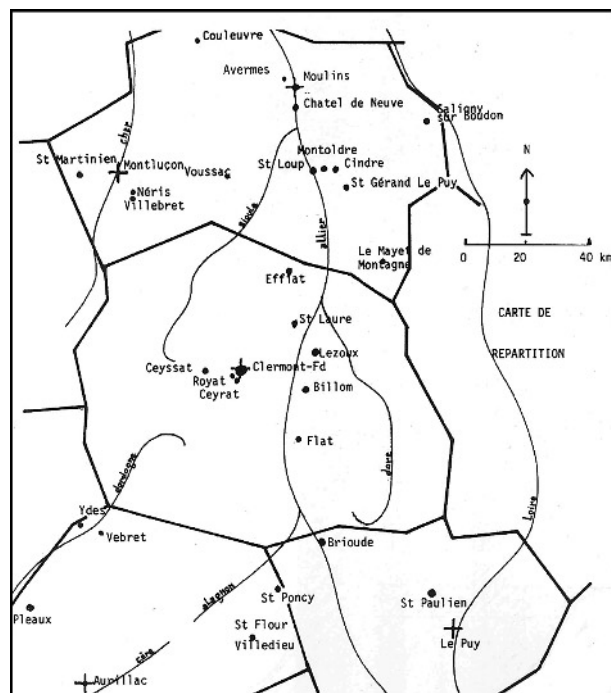 Couleuvre
Avermes
Moulins
Chatel de Neuve
Saligny
sur Boudon
cher
Montoldre
St Martinien
Montluçon
Voussac
St Loup
Cindre
N
Néris
Villebret
St Gérand Le Puy
sioule
allier
Le Mayet de
Montagne
0 20 40 km
Effiat
St Laure
CARTE DE
REPARTITION
Lezoux
Ceyssat
Clermont-Fd
Royat
Ceyrat
Billom
Flat
dordogne
dore
Loire
Ydes
Vebret
Brioude
alagnon
St Poncy
St Paulien
Pleaux
St Flour
Villedieu
Le Puy
cère
Aurillac